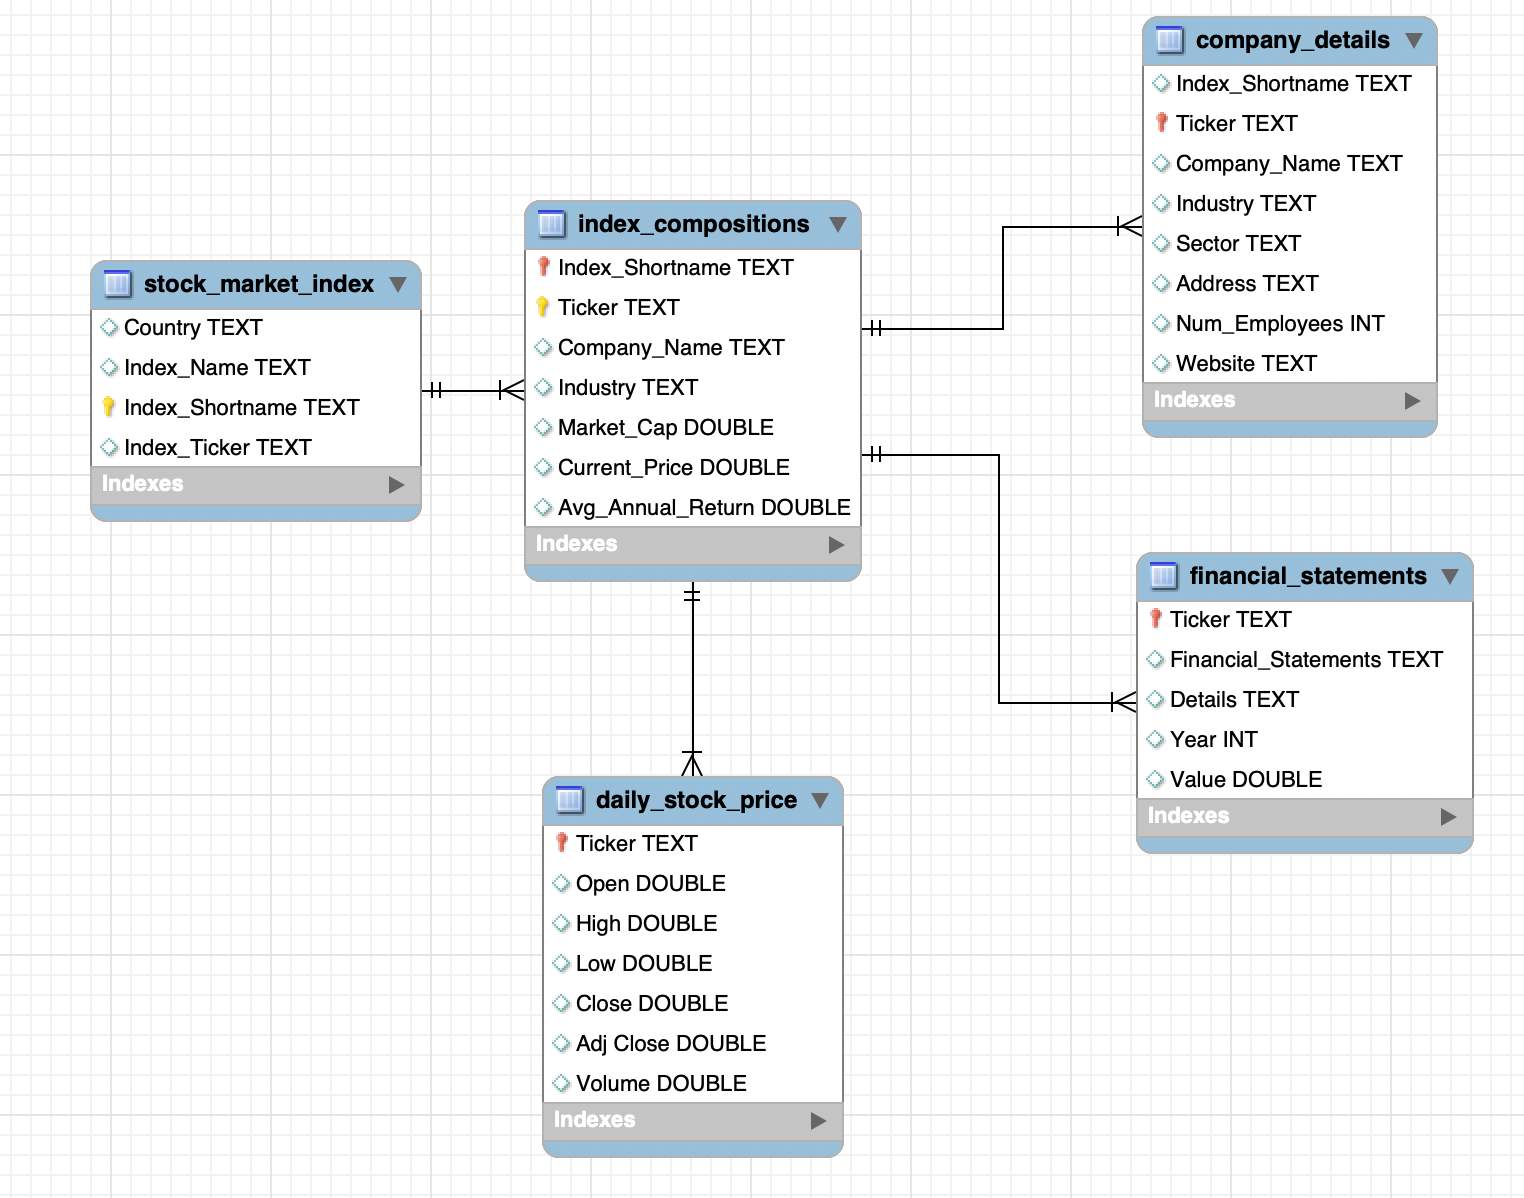 stock_market_index
Country TEXT
Index_Name TEXT
Index_Shortname TEXT
Index_Ticker TEXT
Indexes
index_compositions
Index_Shortname TEXT
Ticker TEXT
Company_Name TEXT
Industry TEXT
Market_Cap DOUBLE
Current_Price DOUBLE
Avg_Annual_Return DOUBLE
Indexes
company_details
Index_Shortname TEXT
Ticker TEXT
Company_Name TEXT
Industry TEXT
Sector TEXT
Address TEXT
Num_Employees INT
Website TEXT
Indexes
financial_statements
Ticker TEXT
Financial_Statements TEXT
Details TEXT
Year INT
Value DOUBLE
Indexes
daily_stock_price
Ticker TEXT
Open DOUBLE
High DOUBLE
Low DOUBLE
Close DOUBLE
Adj Close DOUBLE
Volume DOUBLE
Indexes